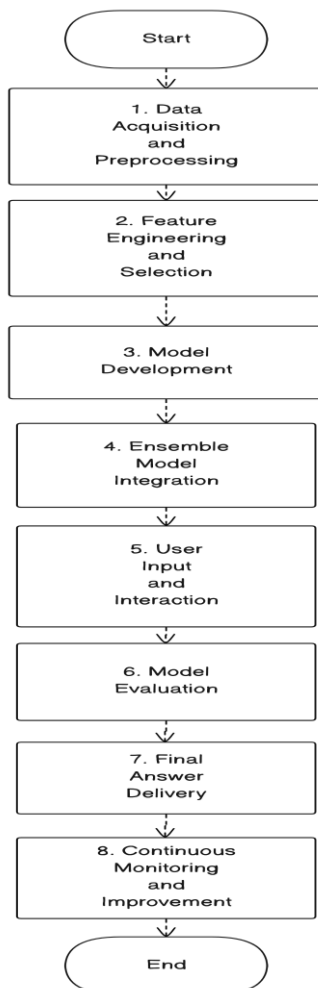 Start
1. Data
Acquisition
and
Preprocessing
2. Feature
Engineering
and
Selection
3. Model
Development
4. Ensemble
Model
Integration
5. User
Input
and
Interaction
6. Model
Evaluation
7. Final
Answer
Delivery
8. Continuous
Monitoring
and
Improvement
End